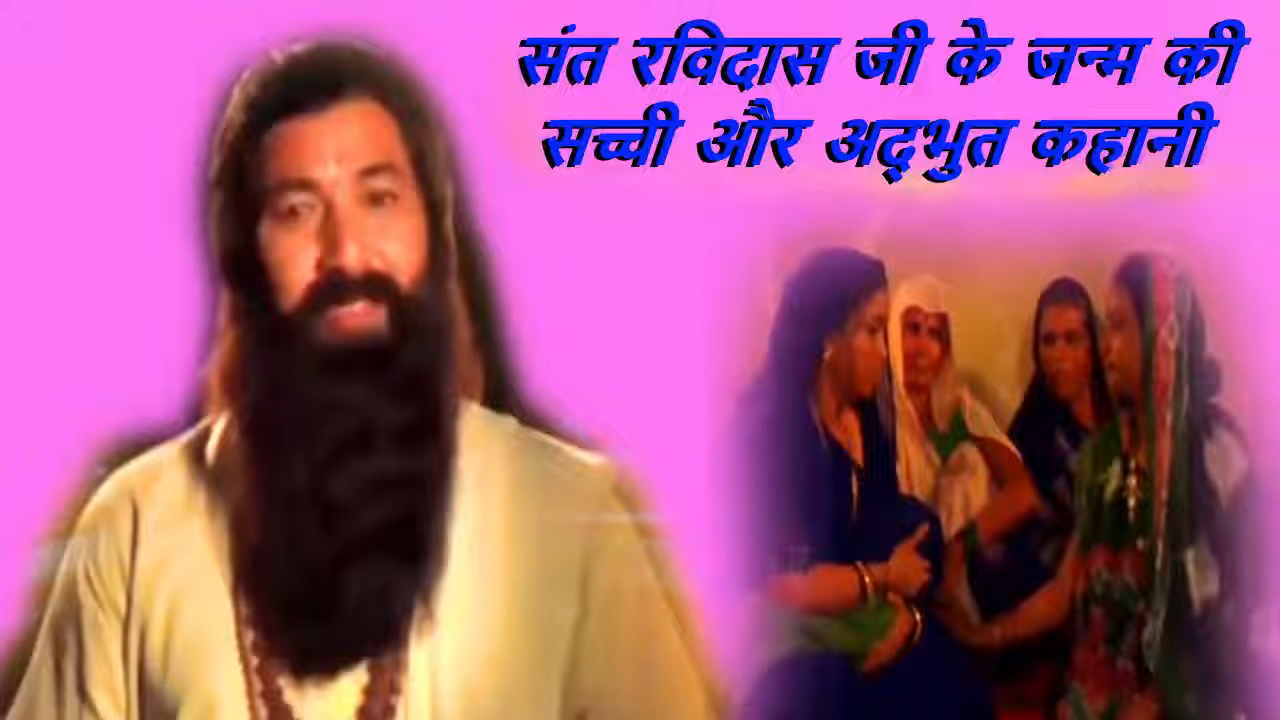 संत रविदास जी के जन्म की
सच्ची और अद्भुत कहानी